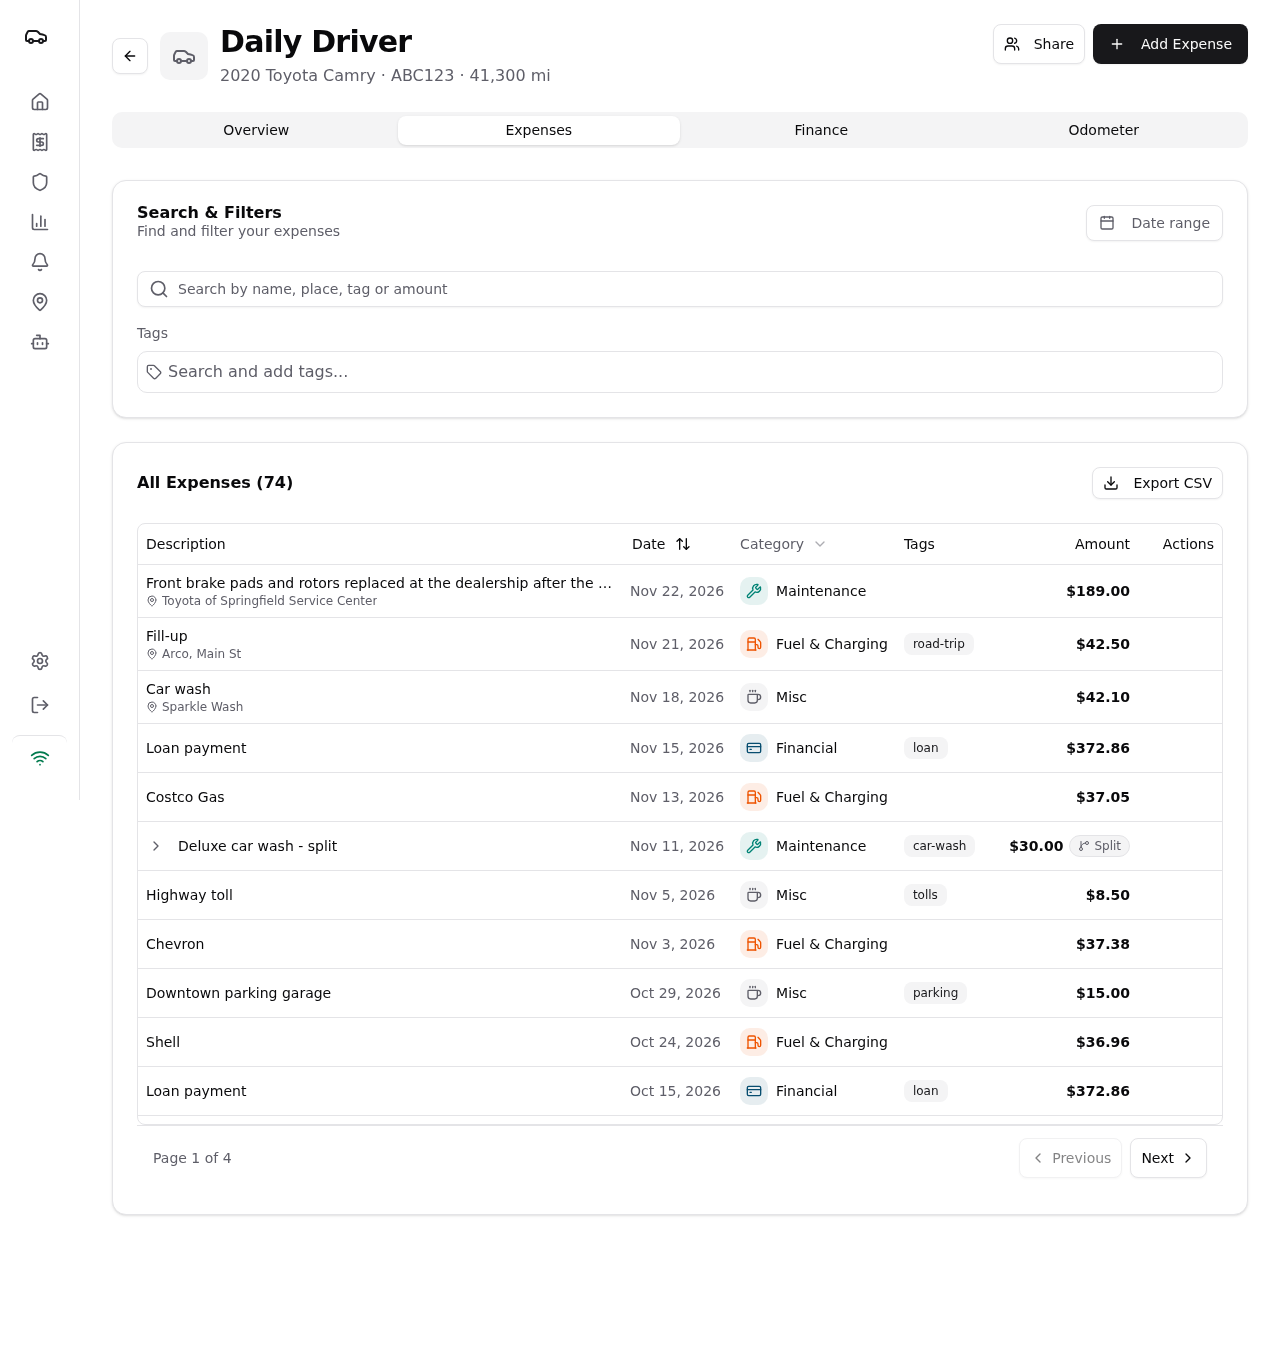 Daily Driver
2020 Toyota Camry · ABC123 · 41,300 mi
Share
Add Expense
Overview
Expenses
Finance
Odometer
Search & Filters
Find and filter your expenses
Date range
Search by name, place, tag or amount
Tags
Search and add tags...
All Expenses (74)
Export CSV
Description Date Category Tags Amount Actions
Front brake pads and rotors replaced at the dealership after the ... Nov 22, 2026 Maintenance $189.00
Toyota of Springfield Service Center
Fill-up Nov 21, 2026 Fuel & Charging road-trip $42.50
Arco, Main St
Car wash Nov 18, 2026 Misc $42.10
Sparkle Wash
Loan payment Nov 15, 2026 Financial loan $372.86
Costco Gas Nov 13, 2026 Fuel & Charging $37.05
Deluxe car wash - split Nov 11, 2026 Maintenance car-wash $30.00 Split
Highway toll Nov 5, 2026 Misc tolls $8.50
Chevron Nov 3, 2026 Fuel & Charging $37.38
Downtown parking garage Oct 29, 2026 Misc parking $15.00
Shell Oct 24, 2026 Fuel & Charging $36.96
Loan payment Oct 15, 2026 Financial loan $372.86
Page 1 of 4
Previous
Next